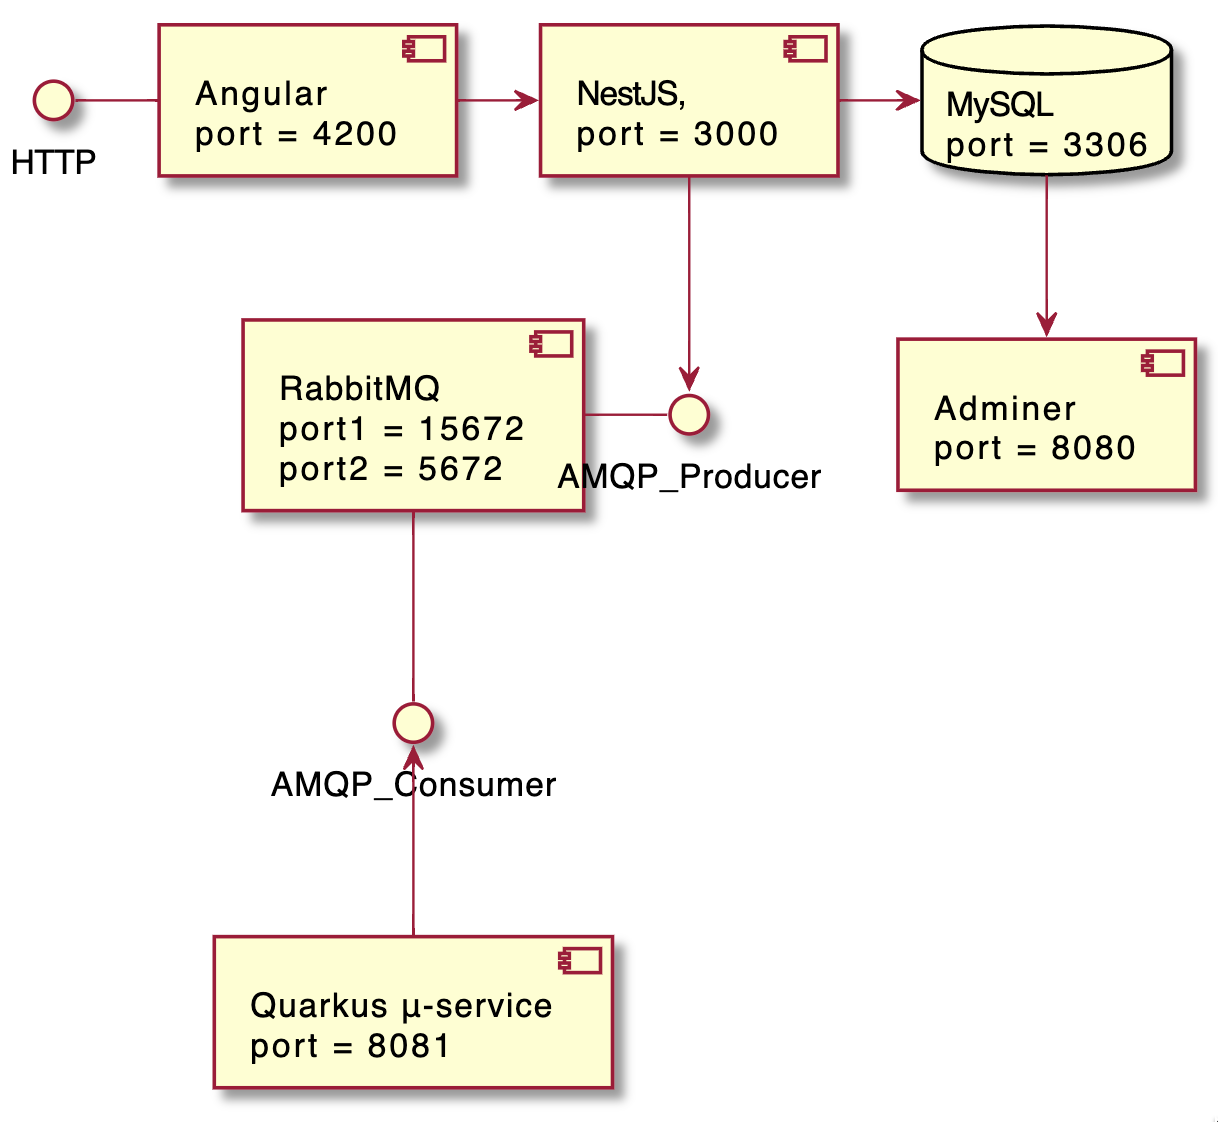 HTTP
Angular
port = 4200
NestJS,
port = 3000
MySQL
port = 3306
RabbitMQ
port1 = 15672
port2 = 5672
AMQP_Producer
Adminer
port = 8080
AMQP_Consumer
Quarkus µ-service
port = 8081